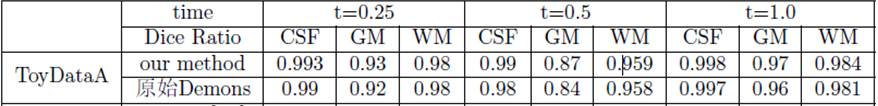 time t=0.25 t=0.5 t=1.0
Dice Ratio CSF GM WM CSF GM WM CSF GM WM
ToyDataA our method 0.993 0.93 0.98 0.99 0.87 0.959 0.998 0.97 0.984
原始Demons 0.99 0.92 0.98 0.98 0.84 0.958 0.997 0.96 0.981